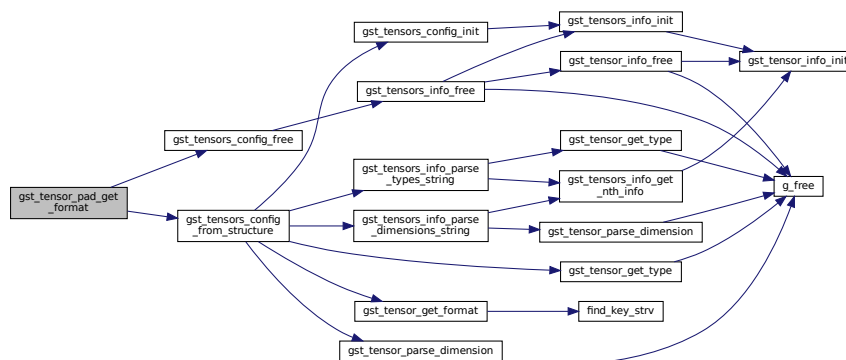 gst_tensor_pad_get
_format
gst_tensors_config_free
gst_tensors_config
_from_structure
gst_tensors_config_init
gst_tensors_info_free
gst_tensors_info_parse
_types_string
gst_tensors_info_parse
_dimensions_string
gst_tensor_get_format
gst_tensor_parse_dimension
gst_tensors_info_init
gst_tensor_info_free
gst_tensor_get_type
gst_tensors_info_get
_nth_info
gst_tensor_parse_dimension
gst_tensor_get_type
find_key_strv
gst_tensor_info_init
g_free